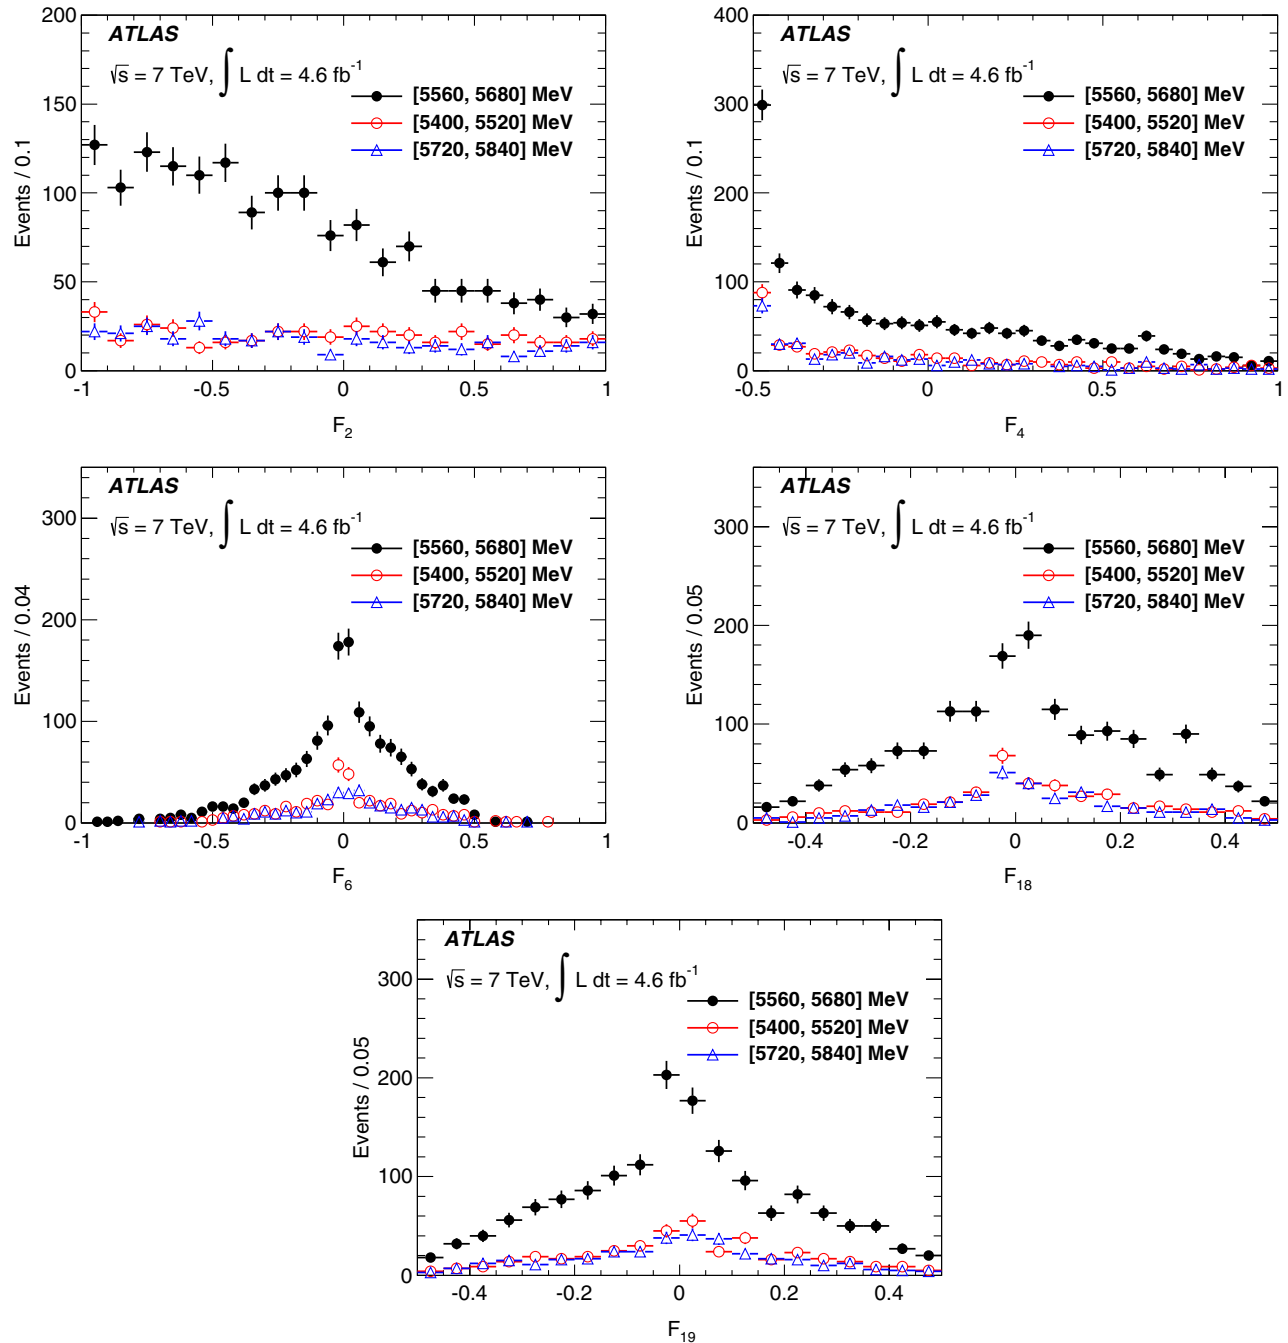 ATLAS
√s = 7 TeV, ∫ L dt = 4.6 fb⁻¹
[5560, 5680] MeV
[5400, 5520] MeV
[5720, 5840] MeV
Events / 0.1
200
150
100
50
0
-1 -0.5 0 0.5 1
F₂
ATLAS
√s = 7 TeV, ∫ L dt = 4.6 fb⁻¹
[5560, 5680] MeV
[5400, 5520] MeV
[5720, 5840] MeV
Events / 0.1
400
300
200
100
0
-0.5 0 0.5 1
F₄
ATLAS
√s = 7 TeV, ∫ L dt = 4.6 fb⁻¹
[5560, 5680] MeV
[5400, 5520] MeV
[5720, 5840] MeV
Events / 0.04
300
200
100
0
-1 -0.5 0 0.5 1
F₆
ATLAS
√s = 7 TeV, ∫ L dt = 4.6 fb⁻¹
[5560, 5680] MeV
[5400, 5520] MeV
[5720, 5840] MeV
Events / 0.05
300
200
100
0
-0.4 -0.2 0 0.2 0.4
F₁₈
ATLAS
√s = 7 TeV, ∫ L dt = 4.6 fb⁻¹
[5560, 5680] MeV
[5400, 5520] MeV
[5720, 5840] MeV
Events / 0.05
300
200
100
0
-0.4 -0.2 0 0.2 0.4
F₁₉